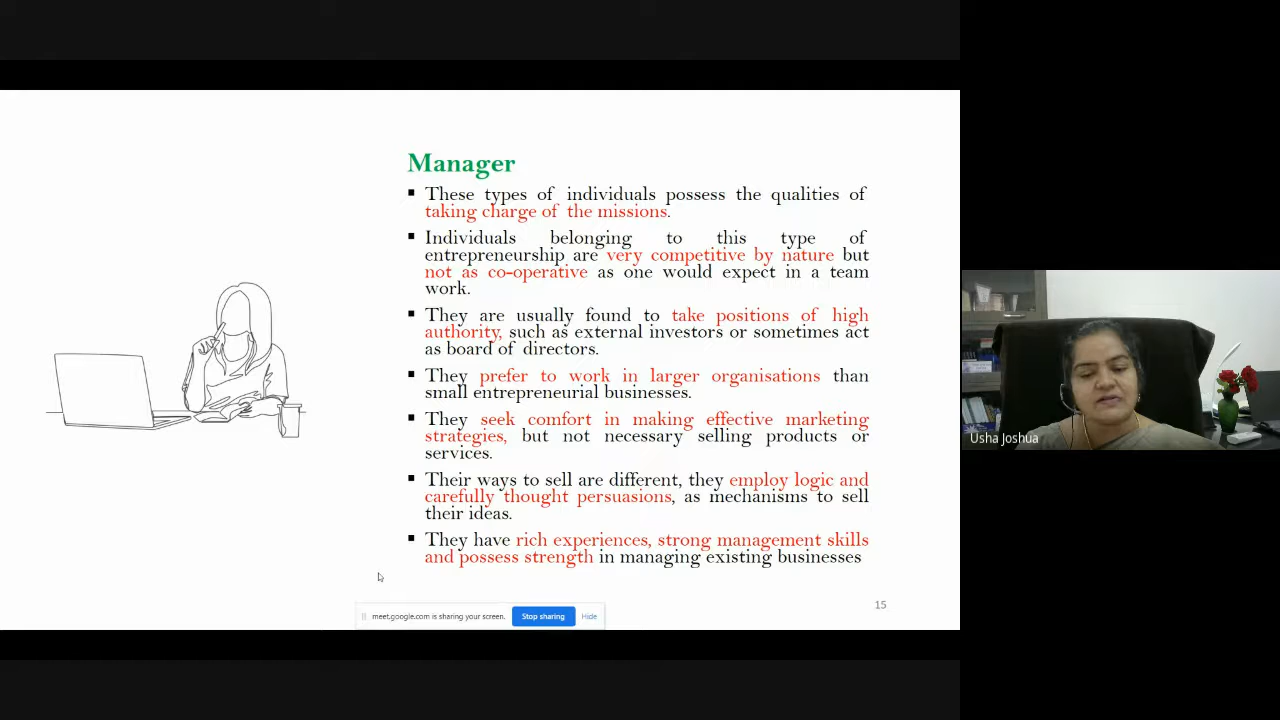 Manager
▪ These types of individuals possess the qualities of
taking charge of the missions.
▪ Individuals belonging to this type of
entrepreneurship are very competitive by nature but
not as co-operative as one would expect in a team
work.
▪ They are usually found to take positions of high
authority, such as external investors or sometimes act
as board of directors.
▪ They prefer to work in larger organisations than
small entrepreneurial businesses.
▪ They seek comfort in making effective marketing
strategies, but not necessary selling products or
services.
▪ Their ways to sell are different, they employ logic and
carefully thought persuasions, as mechanisms to sell
their ideas.
▪ They have rich experiences, strong management skills
and possess strength in managing existing businesses
15
meet.google.com is sharing your screen. Stop sharing Hide
Usha Joshua